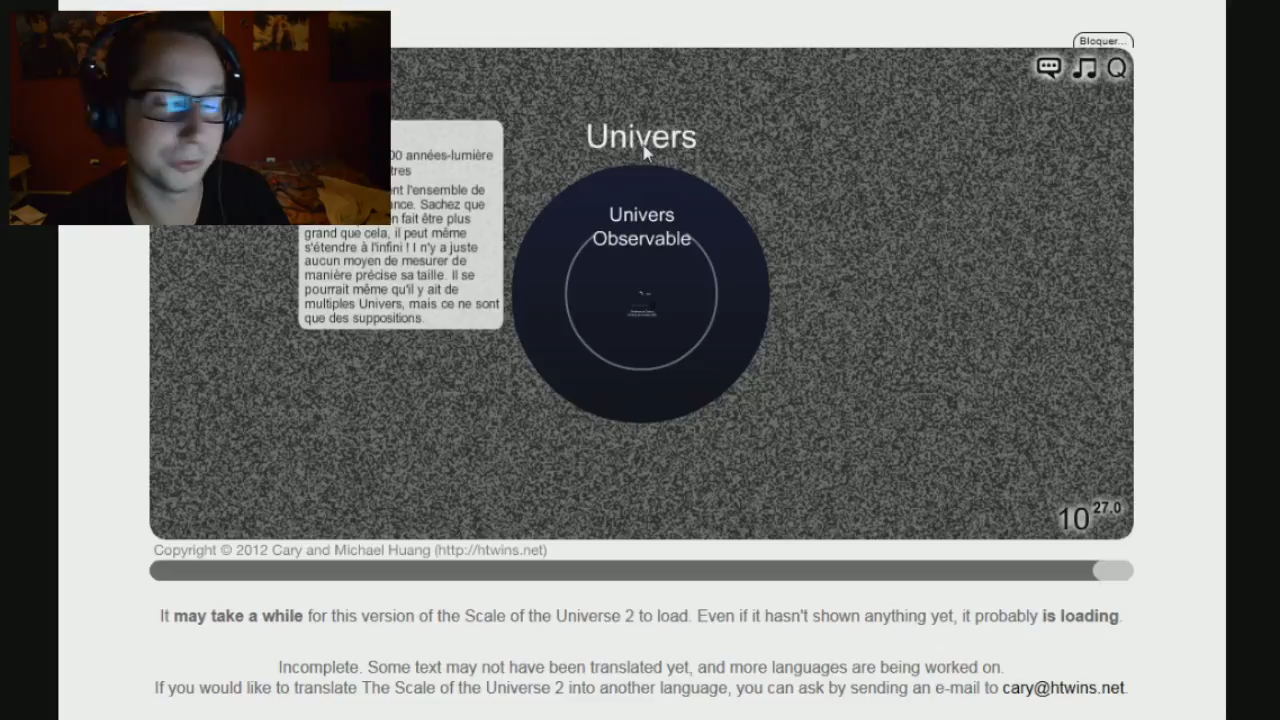 Bloquer...
Univers
00 années-lumière
tres
nt l'ensemble de
ance. Sachez que
n fait être plus
grand que cela, il peut même
s'étendre à l'infini ! I n'y a juste
aucun moyen de mesurer de
manière précise sa taille. Il se
pourrait même qu'il y ait de
multiples Univers, mais ce ne sont
que des suppositions.
Univers
Observable
10 27.0
Copyright © 2012 Cary and Michael Huang (http://htwins.net)
It may take a while for this version of the Scale of the Universe 2 to load. Even if it hasn't shown anything yet, it probably is loading.
Incomplete. Some text may not have been translated yet, and more languages are being worked on.
If you would like to translate The Scale of the Universe 2 into another language, you can ask by sending an e-mail to cary@htwins.net.